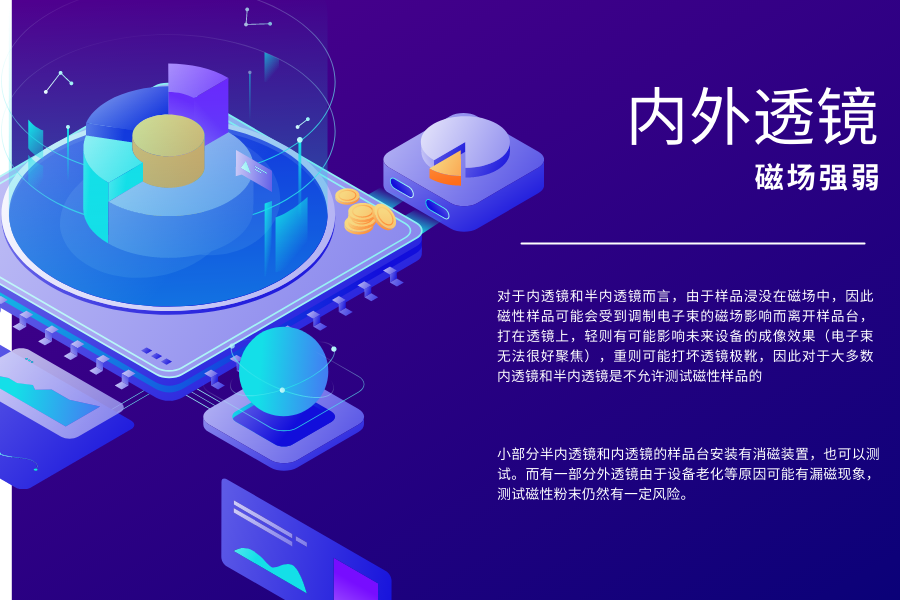 内外透镜
磁场强弱
对于内透镜和半内透镜而言，由于样品浸没在磁场中，因此
磁性样品可能会受到调制电子束的磁场影响而离开样品台，
打在透镜上，轻则有可能影响未来设备的成像效果（电子束
无法很好聚焦），重则可能打坏透镜极靴，因此对于大多数
内透镜和半内透镜是不允许测试磁性样品的
小部分半内透镜和内透镜的样品台安装有消磁装置，也可以测
试。而有一部分外透镜由于设备老化等原因可能有漏磁现象，
测试磁性粉末仍然有一定风险。